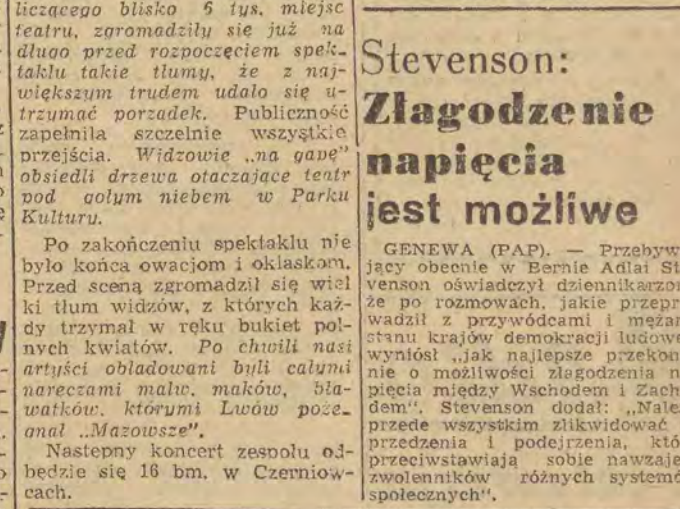 liczącego blisko 6 tys. miejsc
teatru, zgromadziły się już na
długo przed rozpoczęciem spek-
taklu takie tłumy, że z naj-
większym trudem udało się u-
trzymać porządek. Publiczność
zapełniła szczelnie wszystkie
przejścia. Widzowie „na gapę”
obsiedli drzewa otaczające teatr
pod gołym niebem w Parku
Kultury.
Po zakończeniu spektaklu nie
było końca owacjom i oklaskom.
Przed sceną zgromadził się wiel
ki tłum widzów, z których każ-
dy trzymał w ręku bukiet pol-
nych kwiatów. Po chwili nasi
artyści obładowani byli całymi
naręczami malw, maków, bła-
watków, którymi Lwów poże-
gnał „Mazowsze”.
Następny koncert zespołu od-
będzie się 16 bm. w Czerniow-
cach.
Stevenson:
Złagodzenie
napięcia
jest możliwe
GENEWA (PAP). — Przebyw
jący obecnie w Bernie Adlai St
venson oświadczył dziennikarzo
że po rozmowach, jakie przepr
wadził z przywódcami i mężan
stanu krajów demokracji ludowe
wyniósł „jak najlepsze przekon
nie o możliwości złagodzenia n
pięcia między Wschodem i Zach
dem”. Stevenson dodał: „Nale
przede wszystkim zlikwidować
przedzenia i podejrzenia, któ
przeciwstawiają sobie nawzaje
zwolenników różnych systemó
społecznych”.